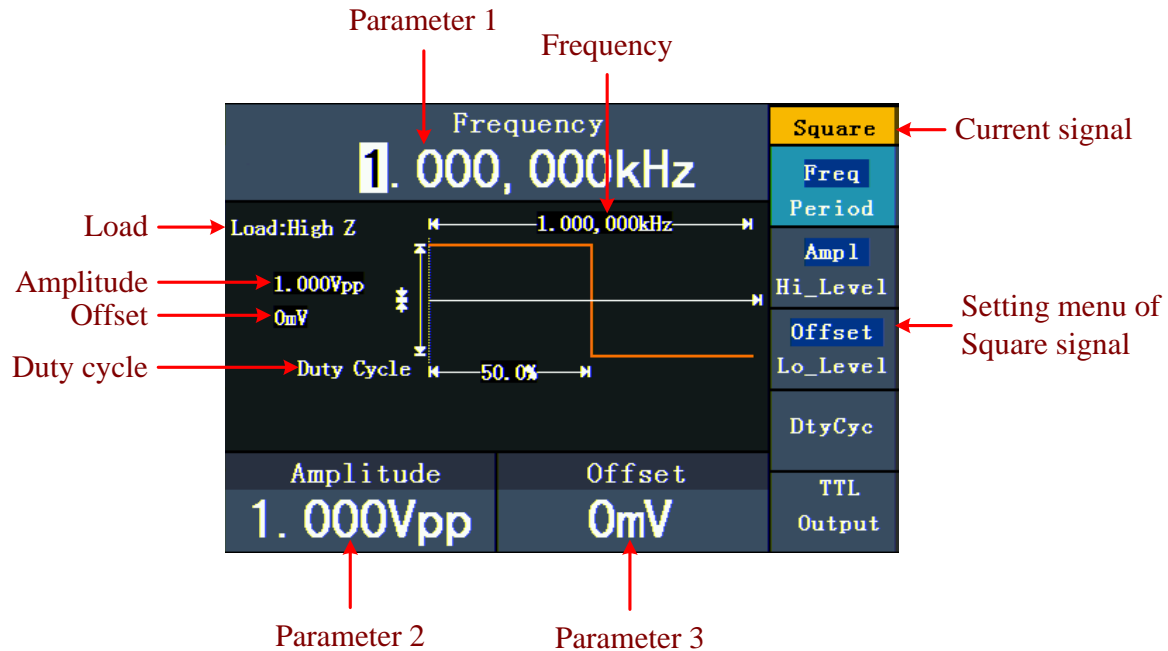 Parameter 1
Frequency
Frequency
1. 000, 000kHz
Square
Current signal
Freq
Period
Load
Load:High Z
1. 000, 000kHz
Ampl
Hi_Level
Amplitude
1. 000Vpp
Offset
0mV
Offset
Lo_Level
Setting menu of
Square signal
Duty cycle
Duty Cycle
50. 0%
DtyCyc
Amplitude
1. 000Vpp
Offset
0mV
TTL
Output
Parameter 2
Parameter 3